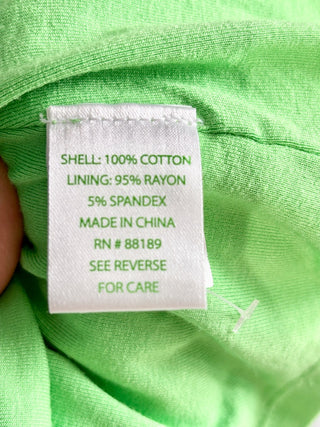 SHELL: 100% COTTON
LINING: 95% RAYON
5% SPANDEX
MADE IN CHINA
RN # 88189
SEE REVERSE
FOR CARE